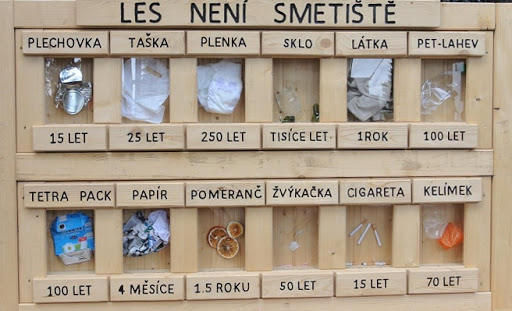 LES NENÍ SMETIŠTĚ
PLECHOVKA TAŠKA PLENKA SKLO LÁTKA PET-LAHEV
15 LET 25 LET 250 LET TISÍCE LET 1 ROK 100 LET
TETRA PACK PAPÍR POMERANČ ŽVÝKAČKA CIGARETA KELÍMEK
100 LET 4 MĚSÍCE 1.5 ROKU 50 LET 15 LET 70 LET